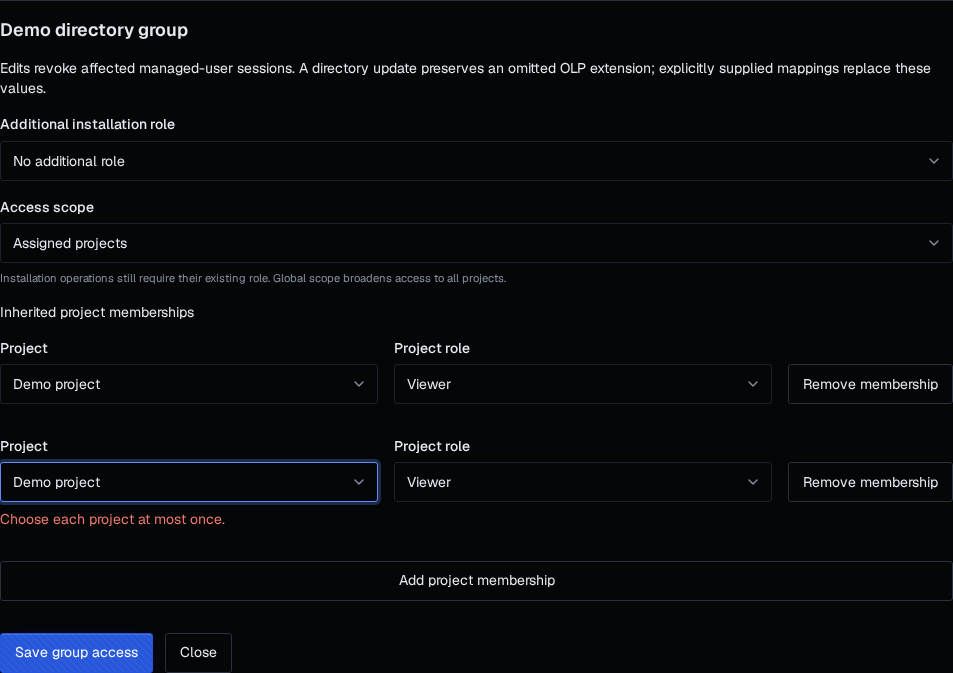 Demo directory group
Edits revoke affected managed-user sessions. A directory update preserves an omitted OLP extension; explicitly supplied mappings replace these
values.
Additional installation role
No additional role
Access scope
Assigned projects
Installation operations still require their existing role. Global scope broadens access to all projects.
Inherited project memberships
Project Project role
Demo project Viewer Remove membership
Project Project role
Demo project Viewer Remove membership
Choose each project at most once.
Add project membership
Save group access Close